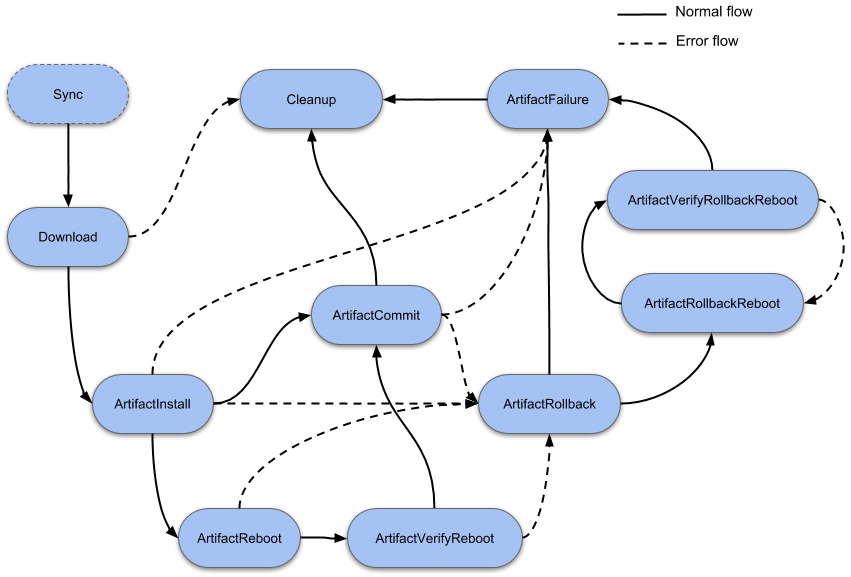 Normal flow
Error flow
Sync
Cleanup
ArtifactFailure
ArtifactVerifyRollbackReboot
Download
ArtifactRollbackReboot
ArtifactCommit
ArtifactInstall
ArtifactRollback
ArtifactReboot
ArtifactVerifyReboot